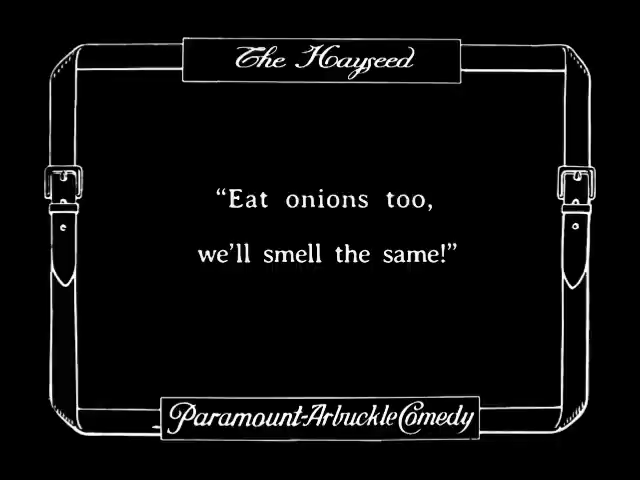 The Hayseed
“Eat onions too,
we’ll smell the same!”
Paramount-Arbuckle Comedy